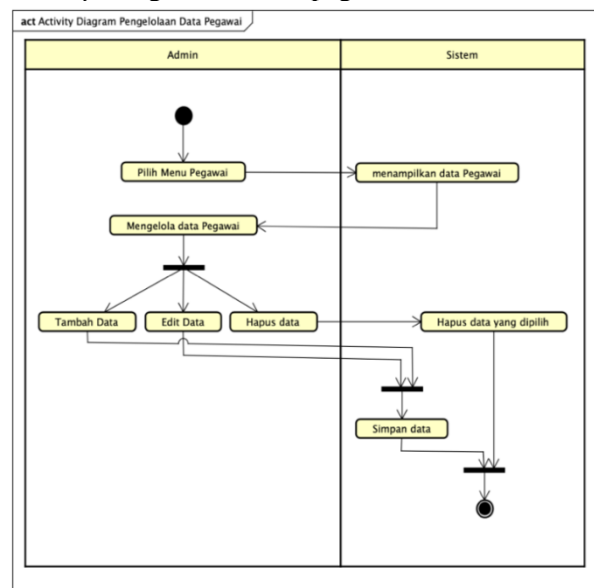 act Activity Diagram Pengelolaan Data Pegawai
Admin
Sistem
Pilih Menu Pegawai
menampilkan data Pegawai
Mengelola data Pegawai
Tambah Data
Edit Data
Hapus data
Hapus data yang dipilih
Simpan data